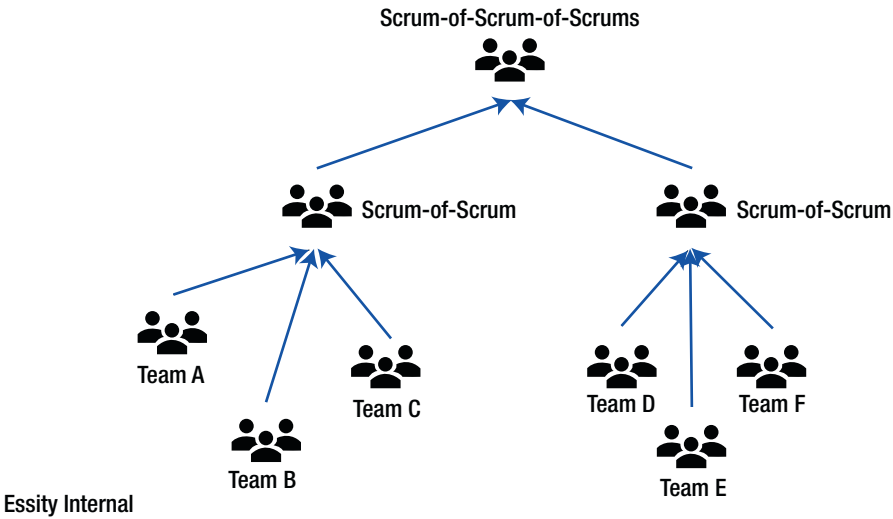 Scrum-of-Scrum-of-Scrums
Scrum-of-Scrum
Scrum-of-Scrum
Team A
Team C
Team D
Team F
Team B
Team E
Essity Internal